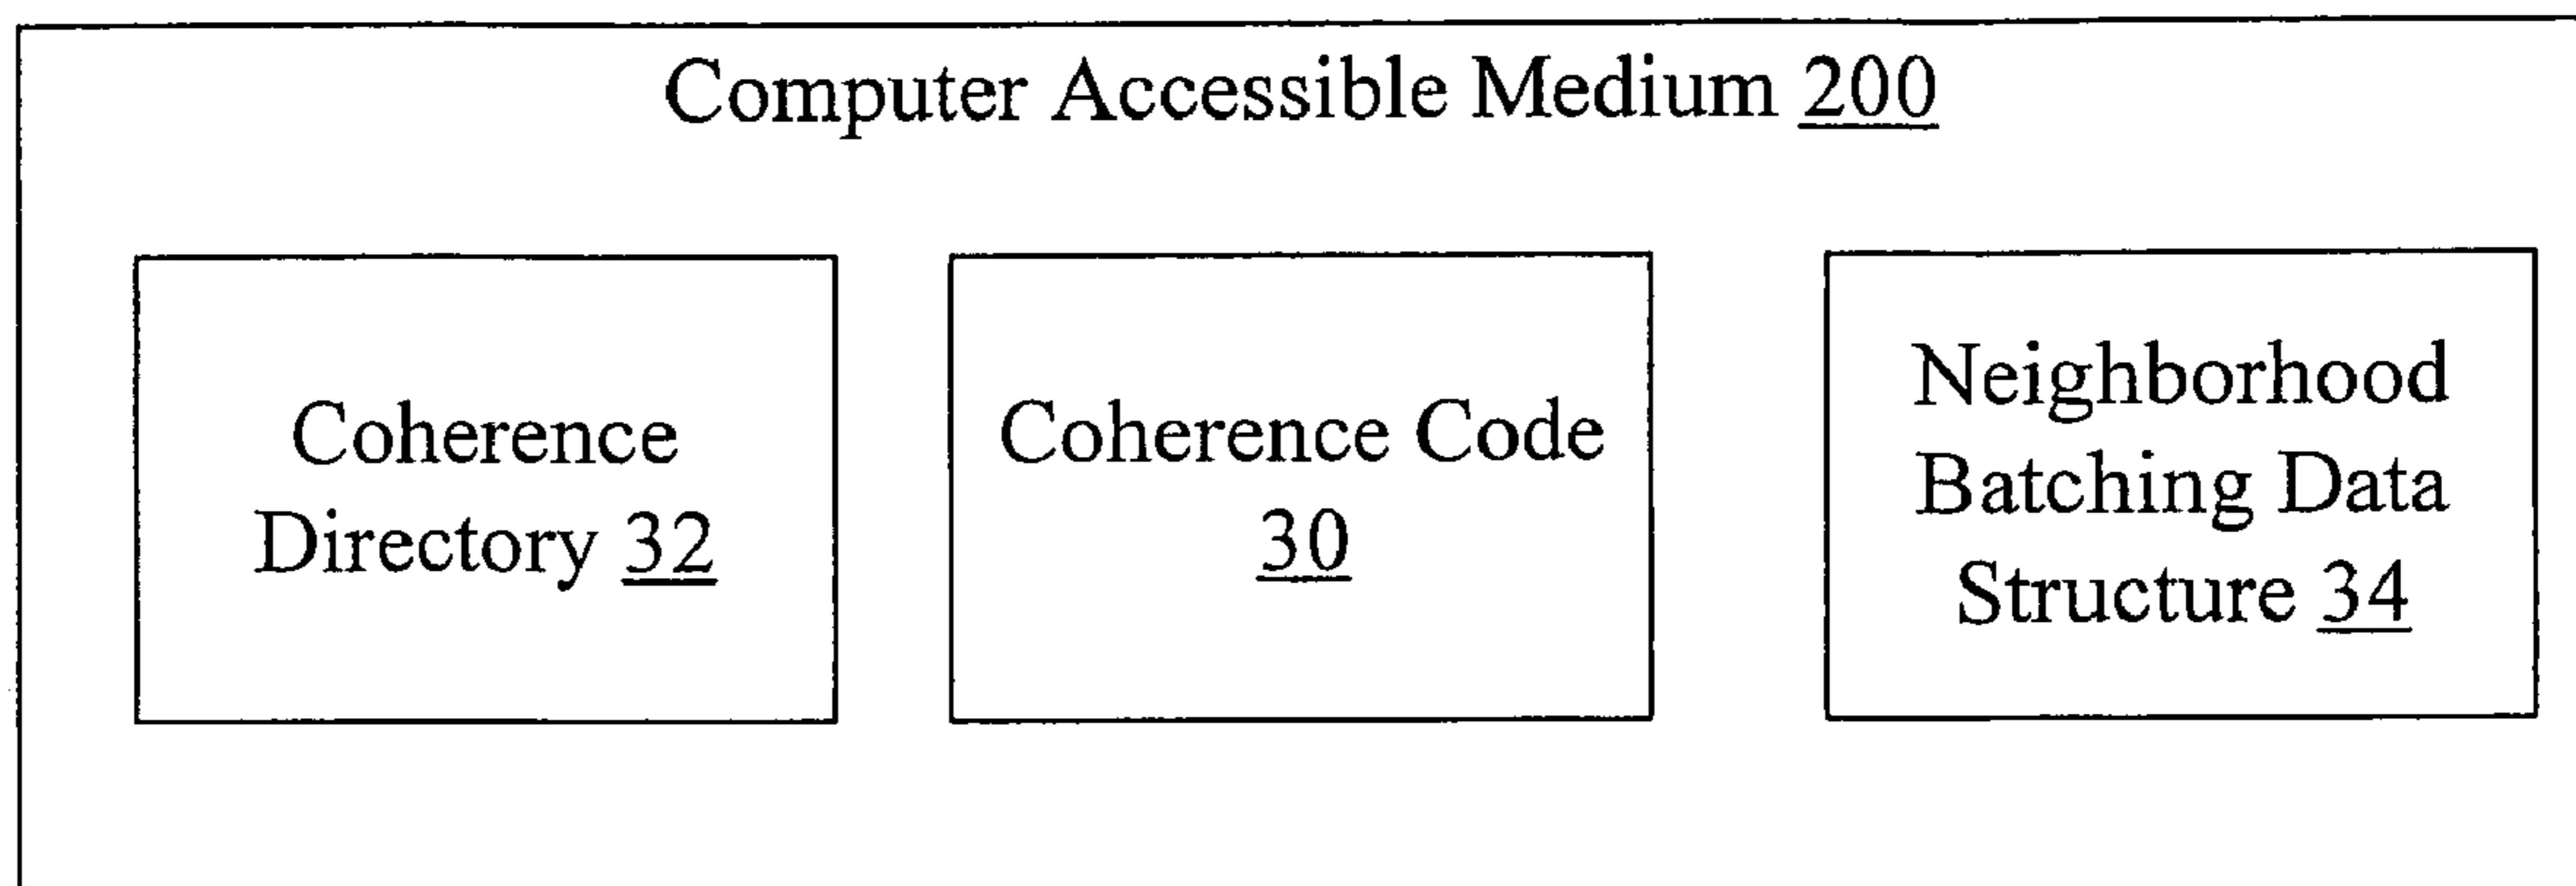 Computer Accessible Medium 200
Coherence
Directory 32
Coherence Code
30
Neighborhood
Batching Data
Structure 34